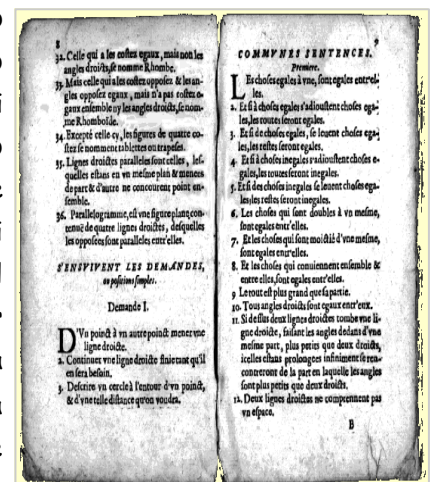 8
32. Celle qui a les costez egaux, mais non les
angles droicts, se nomme Rhombe.
33. Mais celle qui a les costez opposez & les an-
gles opposez egaux, mais n'a pas costez e-
gaux ensemble ny les angles droicts, se nom-
me Rhomboïde.
34. Excepté celle cy, les figures de quatre co-
stez se nomment tablettes ou trapeses.
35. Lignes droictes paralleles sont celles, les-
quelles estans en vn mesme plan & menees
de part & d'autre ne concourent point en-
semble.
36. Parallelogramme, est vne figure plane, con-
tenuë de quatre lignes droictes, desquelles
les opposees sont paralleles entr'elles.
S'ENSVIVENT LES DEMANDES,
ou positions simples.
Demande I.
D'Vn poinct à vn autre poinct mener vne
ligne droicte.
2. Continuer vne ligne droicte finie tant qu'il
en sera besoin.
3. Descrire vn cercle à l'entour d'vn poinct,
& d'vne telle distance qu'on voudra.
9
COMMVNES SENTENCES.
Premiere.
LEs choses egales à vne, sont egales entr'el-
les.
2. Et si à choses egales s'adioustent choses ega-
les, les toutes seront egales.
3. Et si de choses egales, se leuent choses ega-
les, les restes seront egales.
4. Et si à choses inegales s'adioustent choses e-
gales, les toutes seront inegales.
5. Et si des choses inegales se leuent choses ega-
les, les restes seront inegales.
6. Les choses qui sont doubles à vn mesme,
sont egales entr'elles.
7. Et les choses qui sont moictié d'vne mesme,
sont egales entr'elles.
8. Et les choses qui conuiennent ensemble &
entre elles, sont egales entr'elles.
9 Le tout est plus grand que sa partie.
10. Tous angles droicts sont egaux entr'eux.
11. Si dessus deux lignes droictes tombe vne li-
gne droicte, faisant les angles dedans d'vne
mesme part, plus petits que deux droicts,
icelles estans prolongees infiniment se ren-
contreront de la part en laquelle les angles
sont plus petits que deux droicts.
12. Deux lignes droictes ne comprennent pas
vn espace.
B